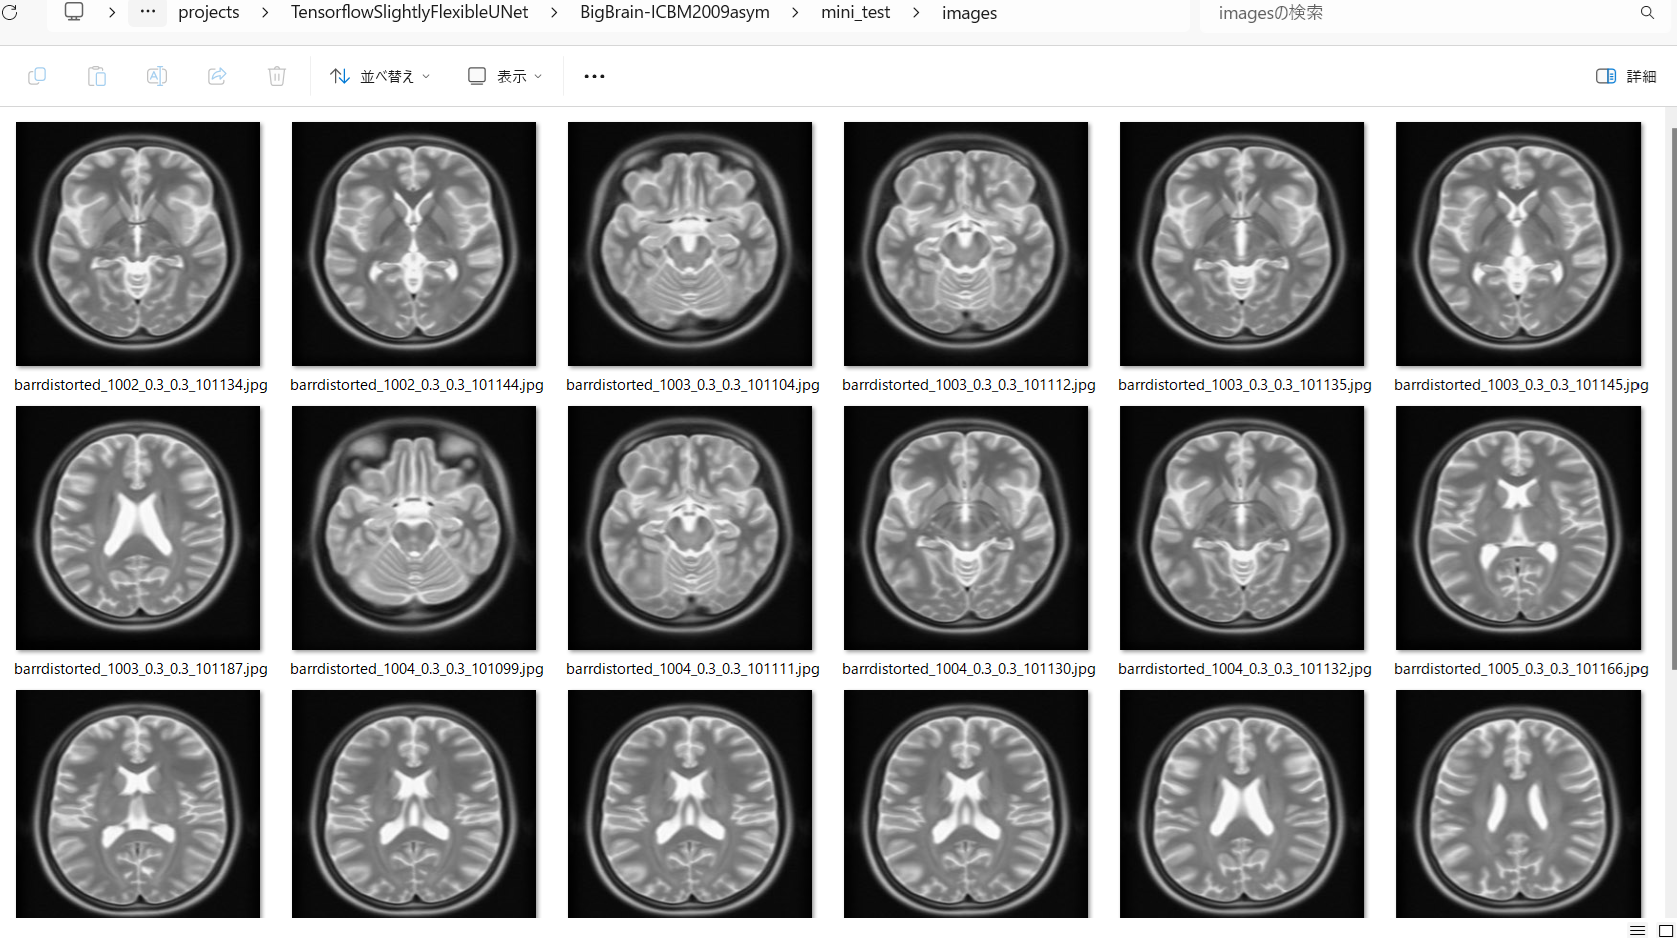 projects > TensorflowSlightlyFlexibleUNet > BigBrain-ICBM2009asym > mini_test > images
imagesの検索
並べ替え 表示 詳細
barrdistorted_1002_0.3_0.3_101134.jpg barrdistorted_1002_0.3_0.3_101144.jpg barrdistorted_1003_0.3_0.3_101104.jpg barrdistorted_1003_0.3_0.3_101112.jpg barrdistorted_1003_0.3_0.3_101135.jpg barrdistorted_1003_0.3_0.3_101145.jpg
barrdistorted_1003_0.3_0.3_101187.jpg barrdistorted_1004_0.3_0.3_101099.jpg barrdistorted_1004_0.3_0.3_101111.jpg barrdistorted_1004_0.3_0.3_101130.jpg barrdistorted_1004_0.3_0.3_101132.jpg barrdistorted_1005_0.3_0.3_101166.jpg